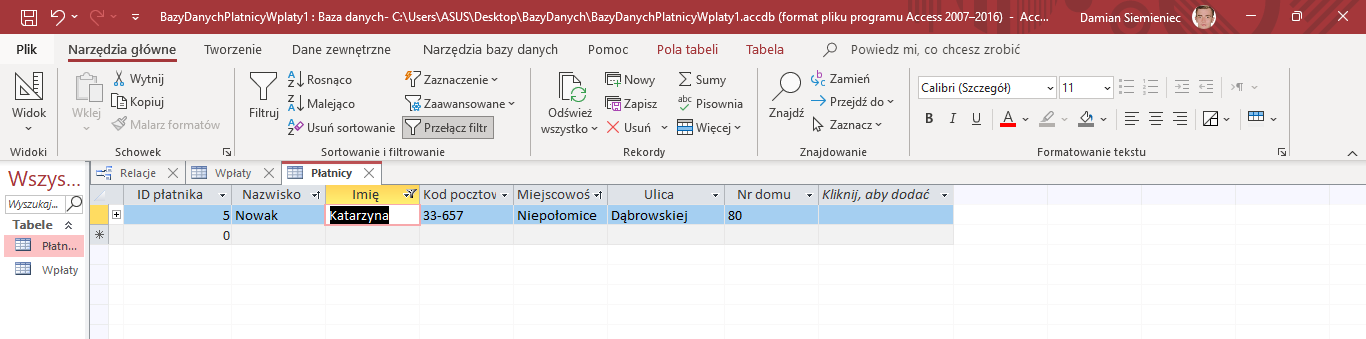 BazyDanychPlatnicyWplaty1 : Baza danych- C:\Users\ASUS\Desktop\BazyDanych\BazyDanychPlatnicyWplaty1.accdb (format pliku programu Access 2007–2016) - Acc...
Damian Siemieniec
Plik Narzędzia główne Tworzenie Dane zewnętrzne Narzędzia bazy danych Pomoc Pola tabeli Tabela Powiedz mi, co chcesz zrobić
Widok
Widoki
Wklej
Wytnij
Kopiuj
Malarz formatów
Schowek
Filtruj
Rosnąco
Malejąco
Usuń sortowanie
Zaznaczenie
Zaawansowane
Przełącz filtr
Sortowanie i filtrowanie
Odśwież
wszystko
Nowy
Zapisz
Usuń
Sumy
Pisownia
Więcej
Rekordy
Znajdź
Zamień
Przejdź do
Zaznacz
Znajdowanie
Calibri (Szczegół) 11
B I U A
Formatowanie tekstu
Wszys...
Wyszukaj...
Tabele
Płatn...
Wpłaty
Relacje Wpłaty Płatnicy
ID płatnika Nazwisko Imię Kod pocztow Miejscowoś Ulica Nr domu Kliknij, aby dodać
5 Nowak Katarzyna 33-657 Niepołomice Dąbrowskiej 80
0